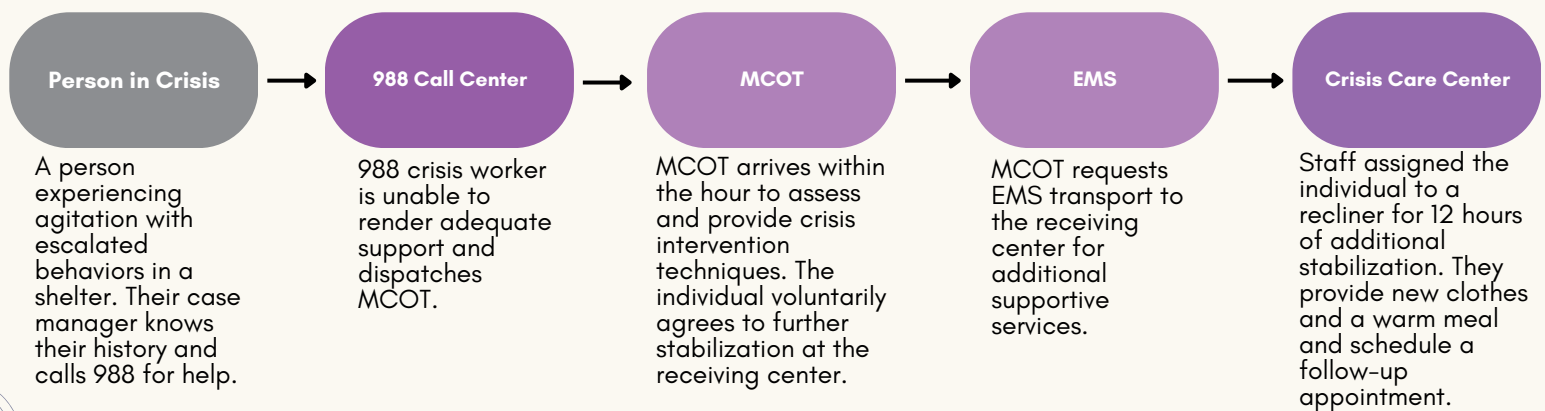 Person in Crisis
988 Call Center
MCOT
EMS
Crisis Care Center
A person
experiencing
agitation with
escalated
behaviors in a
shelter. Their case
manager knows
their history and
calls 988 for help.
988 crisis worker
is unable to
render adequate
support and
dispatches
MCOT.
MCOT arrives within
the hour to assess
and provide crisis
intervention
techniques. The
individual voluntarily
agrees to further
stabilization at the
receiving center.
MCOT requests
EMS transport to
the receiving
center for
additional
supportive
services.
Staff assigned the
individual to a
recliner for 12 hours
of additional
stabilization. They
provide new clothes
and a warm meal
and schedule a
follow-up
appointment.